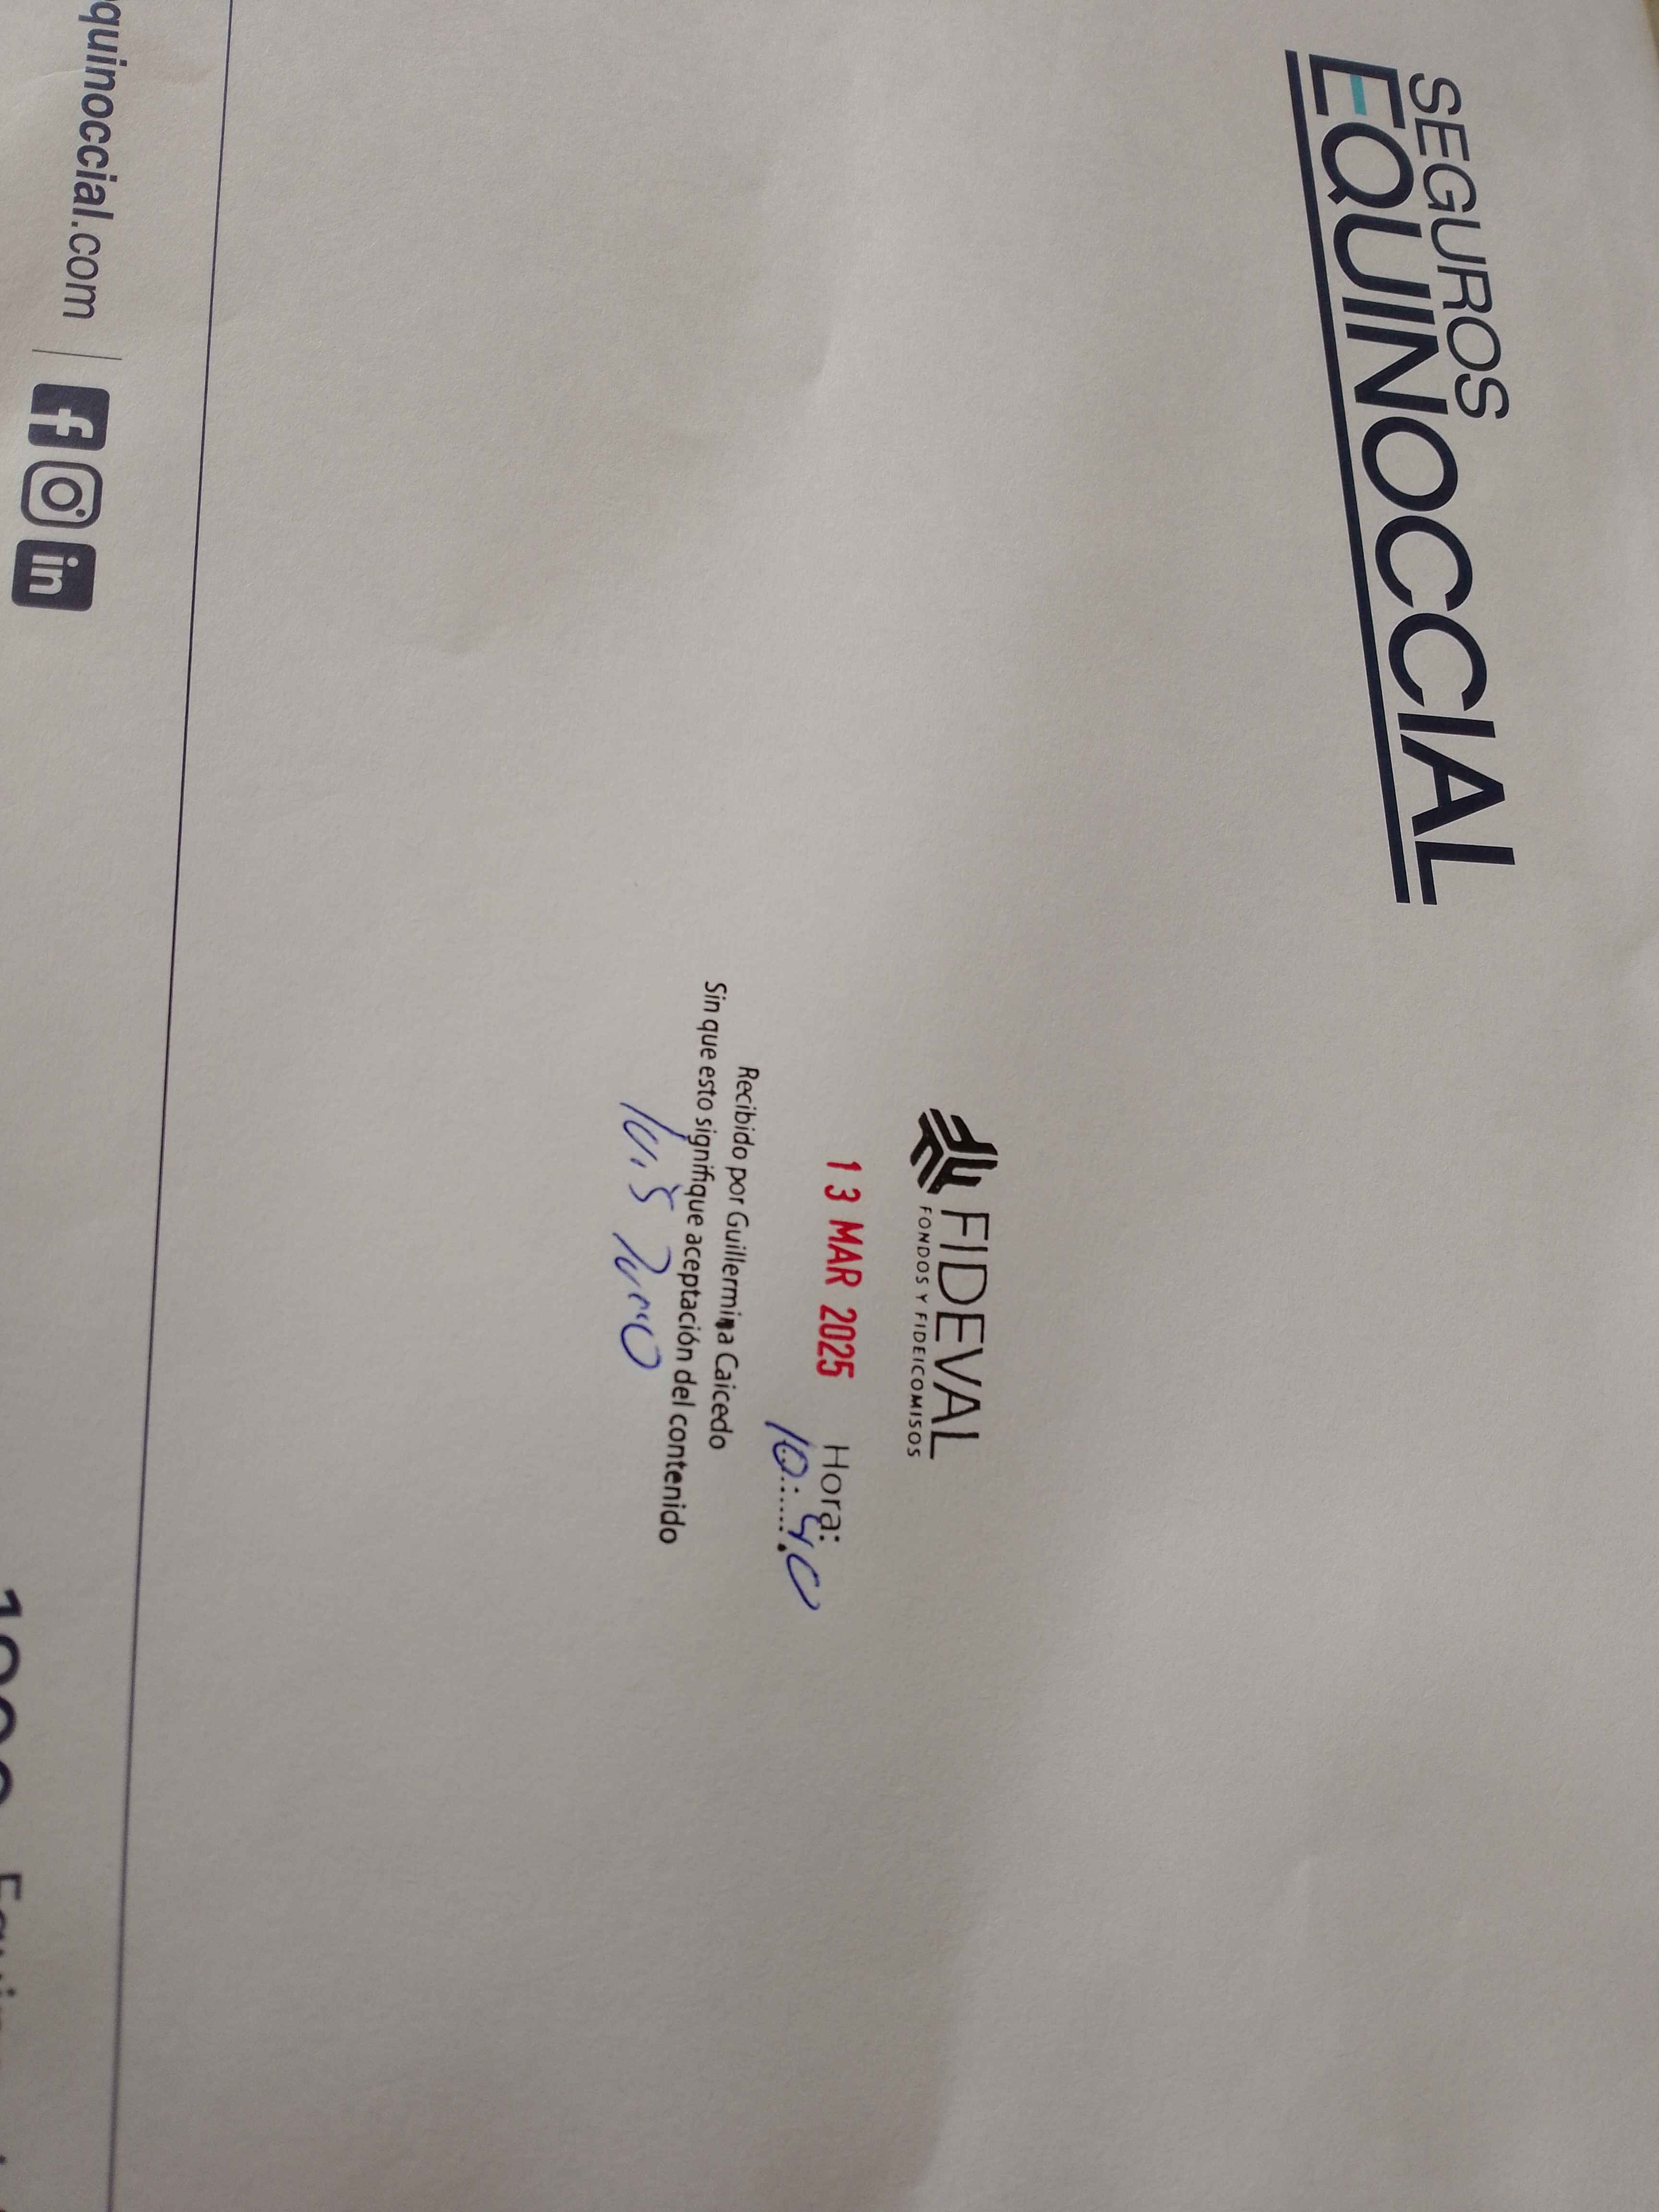 SEGUROS
EQUINOCCIAL
FIDEVAL
FONDOS Y FIDEICOMISOS
13 MAR 2025
Hora:
10:40
Recibido por Guillermina Caicedo
Sin que esto signifique aceptación del contenido
quinoccial.com